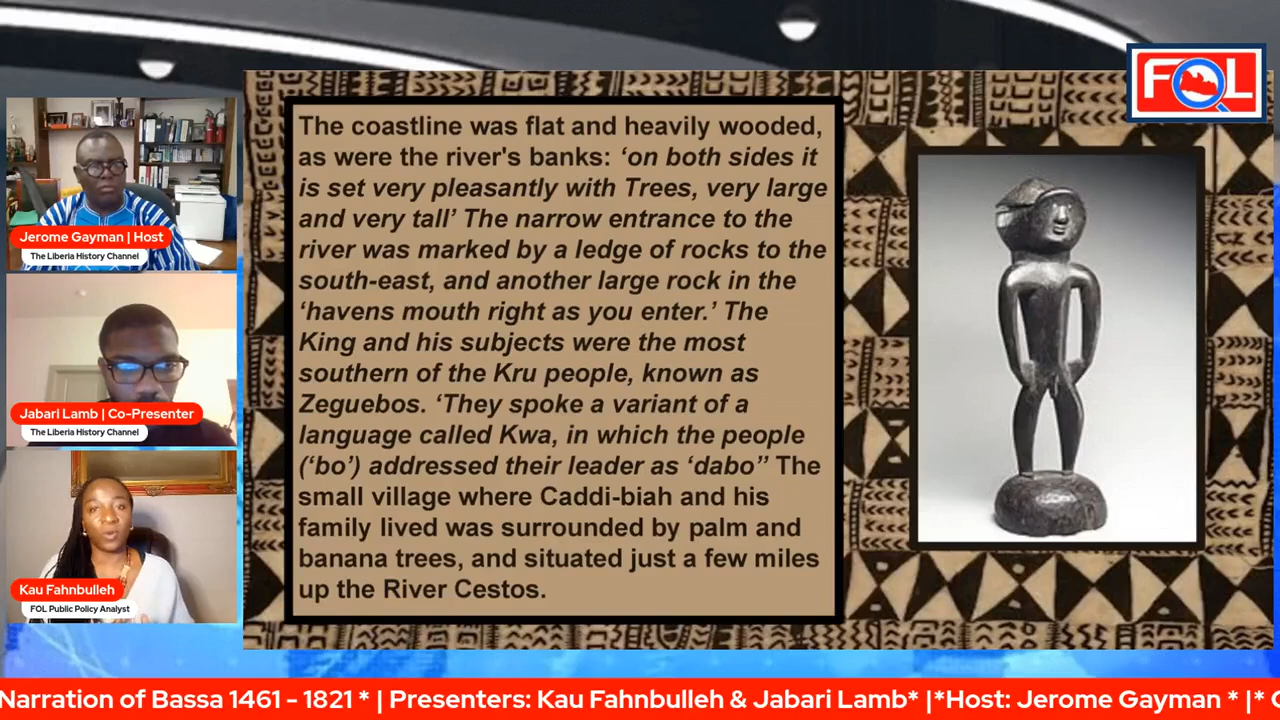 FOL
The coastline was flat and heavily wooded,
as were the river's banks: ‘on both sides it
is set very pleasantly with Trees, very large
and very tall’ The narrow entrance to the
river was marked by a ledge of rocks to the
south-east, and another large rock in the
‘havens mouth right as you enter.’ The
King and his subjects were the most
southern of the Kru people, known as
Zeguebos. ‘They spoke a variant of a
language called Kwa, in which the people
(‘bo’) addressed their leader as ‘dabo” The
small village where Caddi-biah and his
family lived was surrounded by palm and
banana trees, and situated just a few miles
up the River Cestos.
Jerome Gayman | Host
The Liberia History Channel
Jabari Lamb | Co-Presenter
The Liberia History Channel
Kau Fahnbulleh
FOL Public Policy Analyst
Narration of Bassa 1461 - 1821 * | Presenters: Kau Fahnbulleh & Jabari Lamb* |*Host: Jerome Gayman * |*